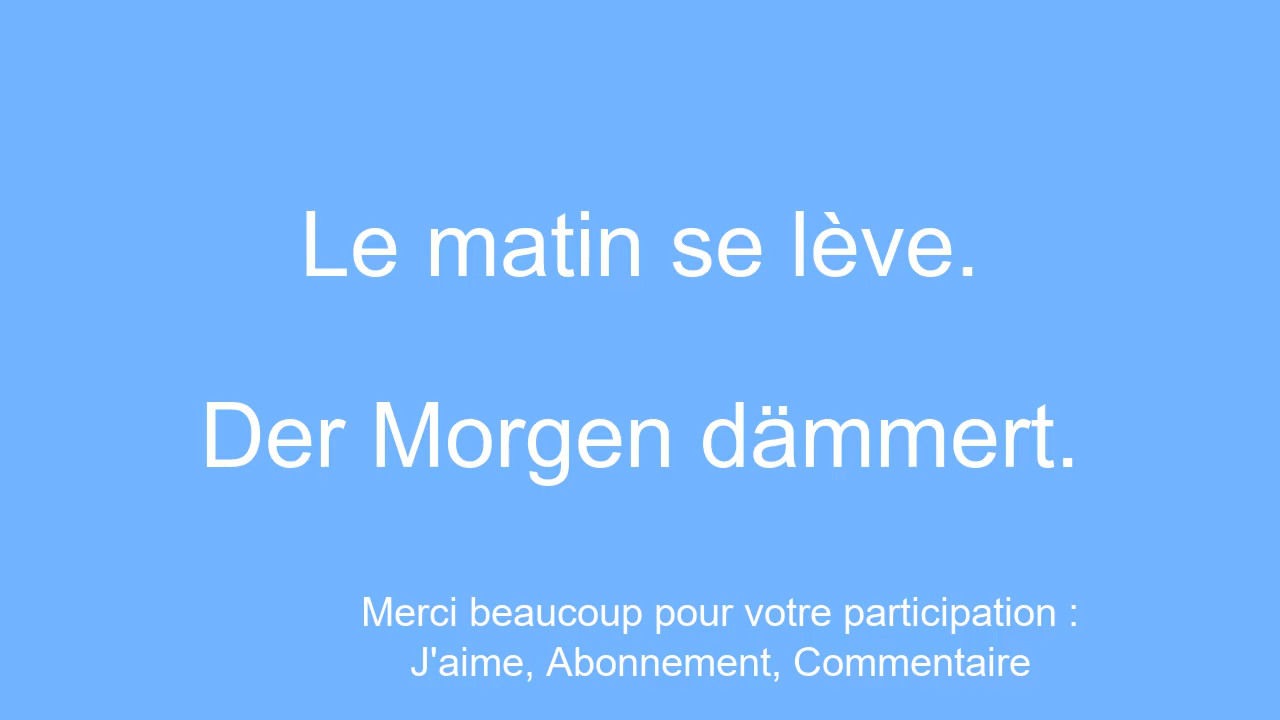 Le matin se lève.
Der Morgen dämmert.
Merci beaucoup pour votre participation :
J'aime, Abonnement, Commentaire